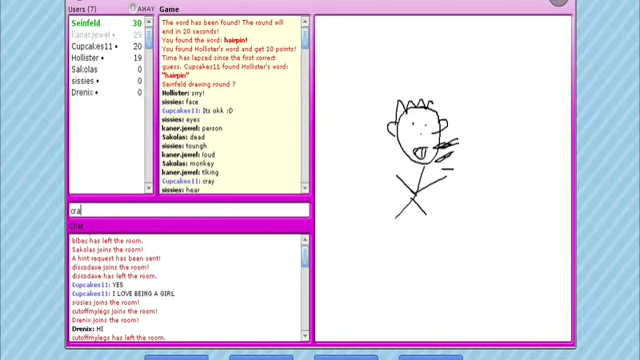 Users (7)
AWAY
Seinfeld 30
kaner.jewel • 29
Cupcakes11 • 20
Hollister • 19
Sakolas 0
sissies • 0
Drenix • 0
Game
The word has been found! The round will
end in 20 seconds!
You found the word: hairpin!
You found Hollister's word and get 10 points!
Time has lapsed since the first correct
guess. Cupcakes11 found Hollister's word:
"hairpin"
Seinfeld drawing round 7
Hollister: srry!
sissies: face
Cupcakes11: Its okk :D
sissies: eyes
kaner.jewel: person
Sakolas: dead
sissies: toungh
kaner.jewel: loud
Sakolas: monkey
kaner.jewel: tlking
Cupcakes11: cray
sissies: hear
cra
Chat
blbes has left the room.
Sakolas joins the room!
A hint request has been sent!
discodave joins the room!
discodave has left the room.
Cupcakes11: YES
Cupcakes11: I LOVE BEING A GIRL
sissies joins the room!
cutoffmylegs joins the room!
Drenix joins the room!
Drenix: HI
cutoffmylegs has left the room.